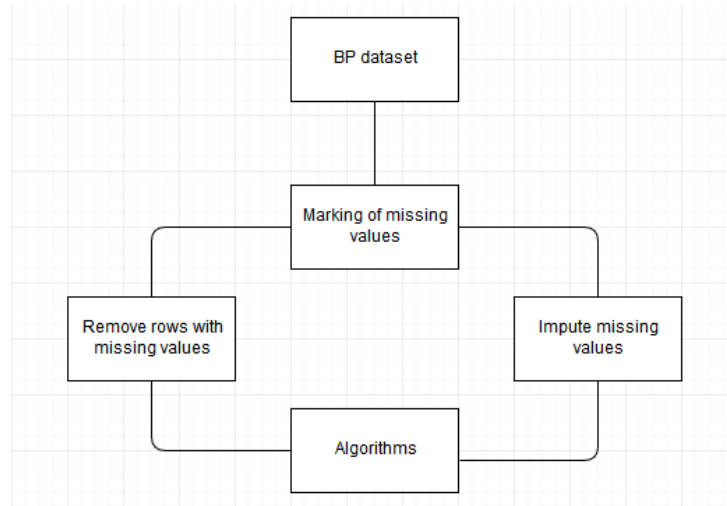 BP dataset
Marking of missing
values
Remove rows with
missing values
Impute missing
values
Algorithms